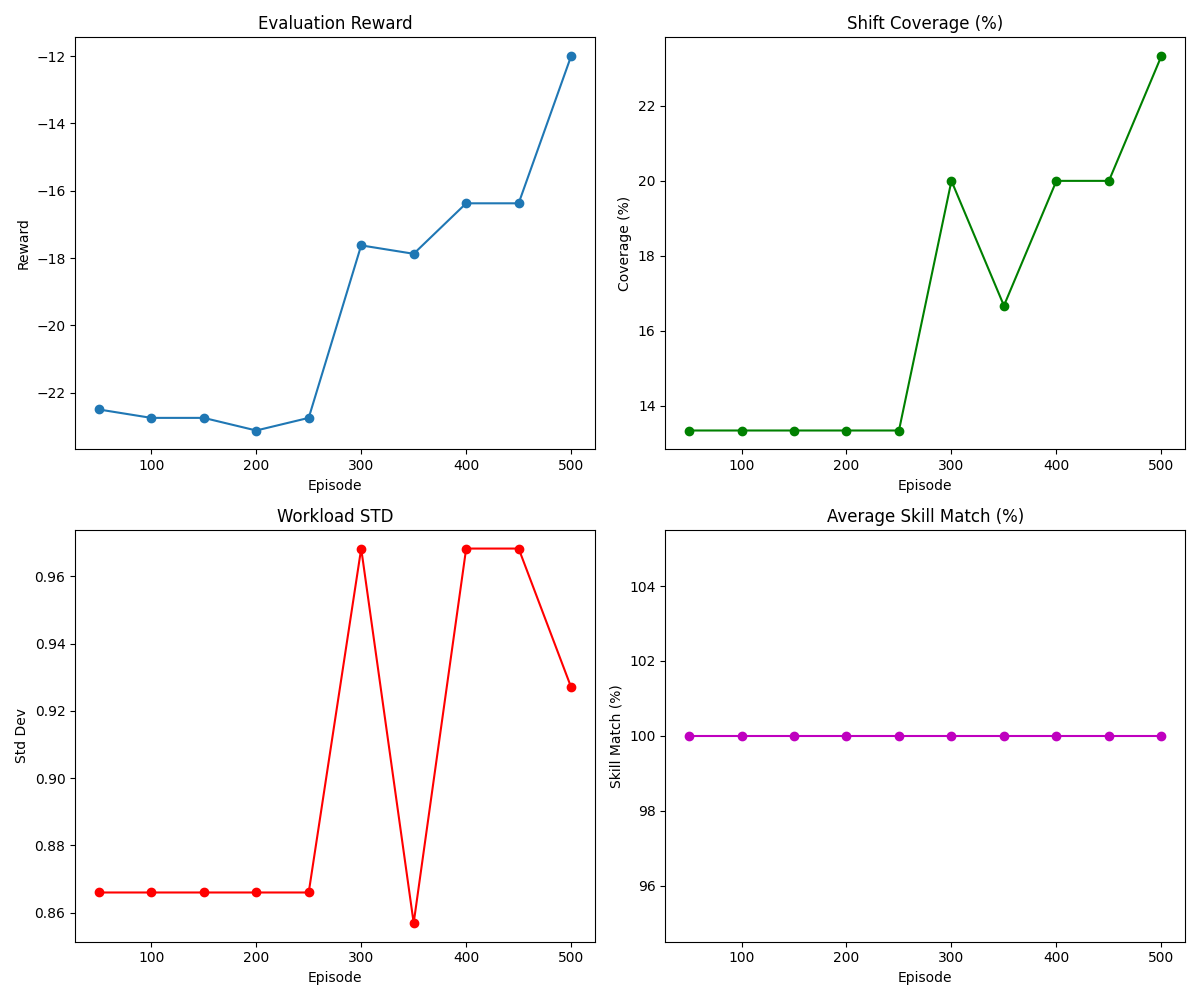 Evaluation Reward
Reward
−12
−14
−16
−18
−20
−22
100 200 300 400 500
Episode
Shift Coverage (%)
Coverage (%)
22
20
18
16
14
100 200 300 400 500
Episode
Workload STD
Std Dev
0.96
0.94
0.92
0.90
0.88
0.86
100 200 300 400 500
Episode
Average Skill Match (%)
Skill Match (%)
104
102
100
98
96
100 200 300 400 500
Episode